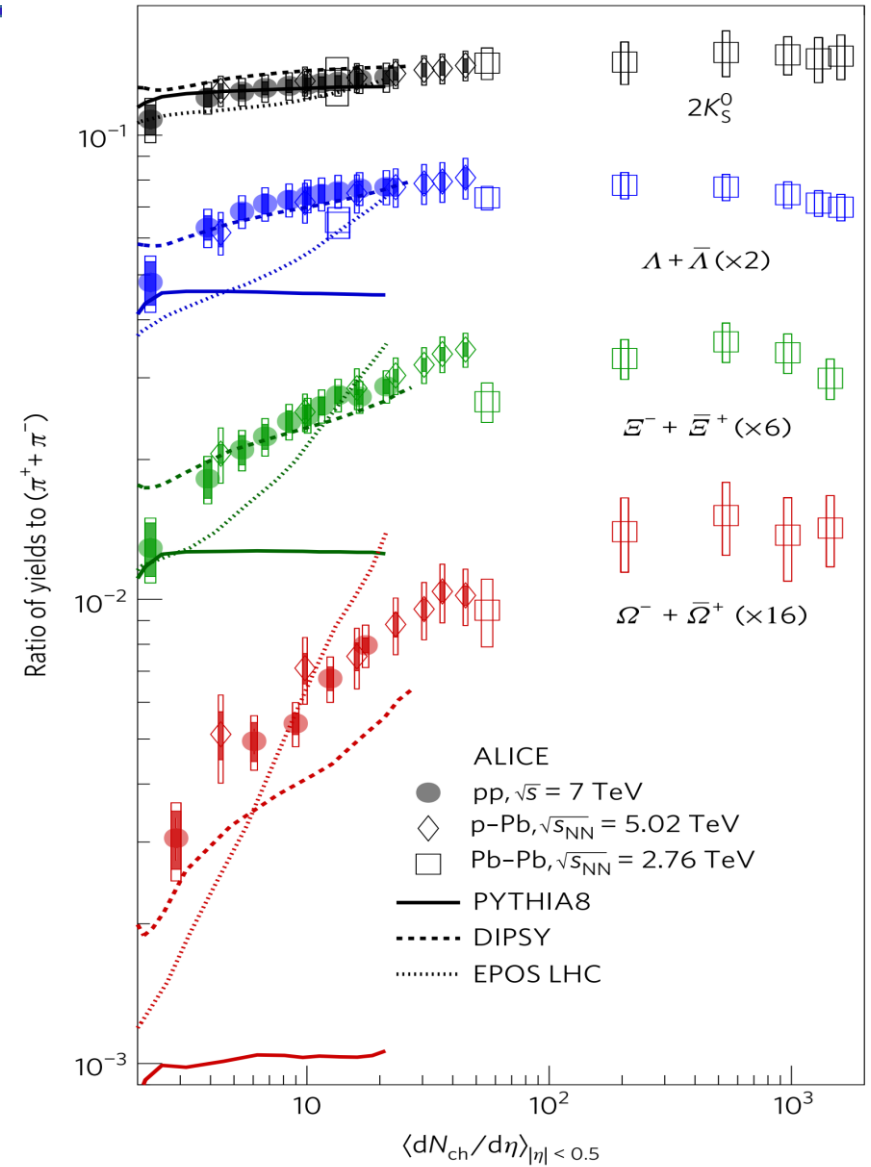 Ratio of yields to (π⁺ + π⁻)
10⁻¹
10⁻²
10⁻³
2K⁰_S
Λ + Λ̅ (×2)
Ξ⁻ + Ξ̅⁺ (×6)
Ω⁻ + Ω̅⁺ (×16)
ALICE
pp, √s = 7 TeV
p–Pb, √s_NN = 5.02 TeV
Pb–Pb, √s_NN = 2.76 TeV
PYTHIA8
DIPSY
EPOS LHC
10 10² 10³
⟨dN_ch/dη⟩_|η| < 0.5